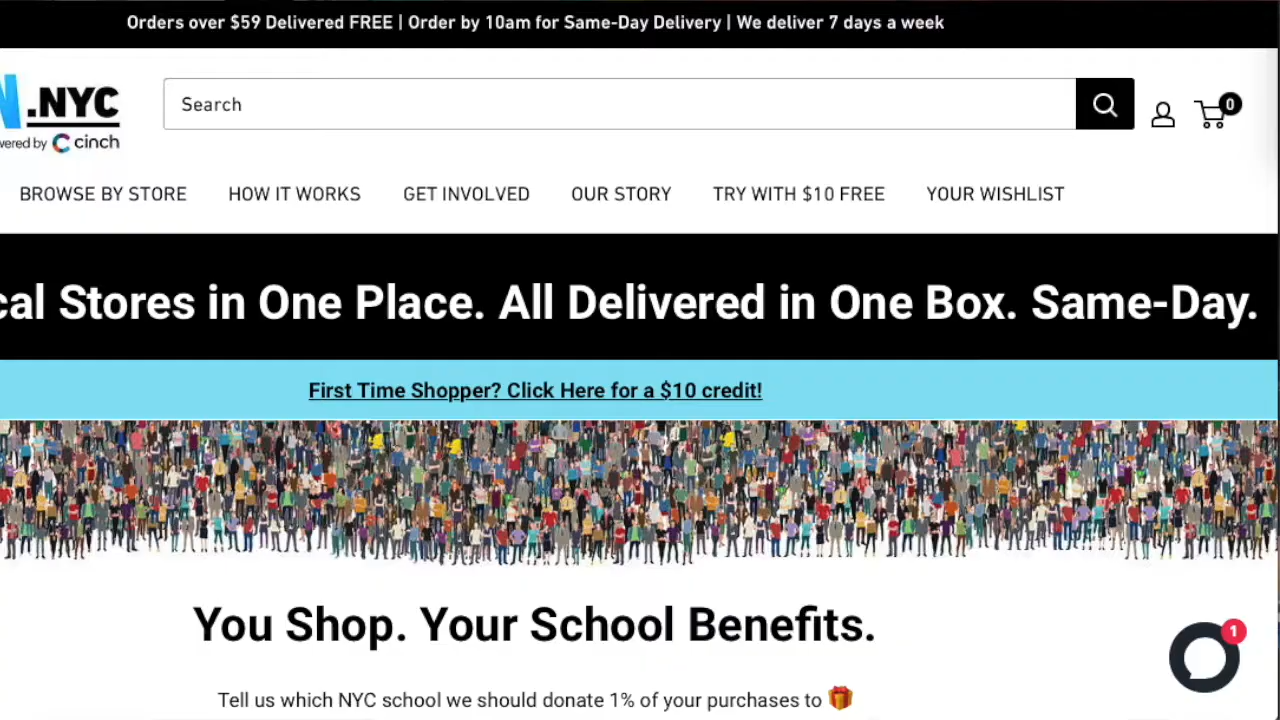 Orders over $59 Delivered FREE | Order by 10am for Same-Day Delivery | We deliver 7 days a week
.NYC
Search
0
by cinch
BROWSE BY STORE HOW IT WORKS GET INVOLVED OUR STORY TRY WITH $10 FREE YOUR WISHLIST
Stores in One Place. All Delivered in One Box. Same-Day.
First Time Shopper? Click Here for a $10 credit!
You Shop. Your School Benefits.
1
Tell us which NYC school we should donate 1% of your purchases to